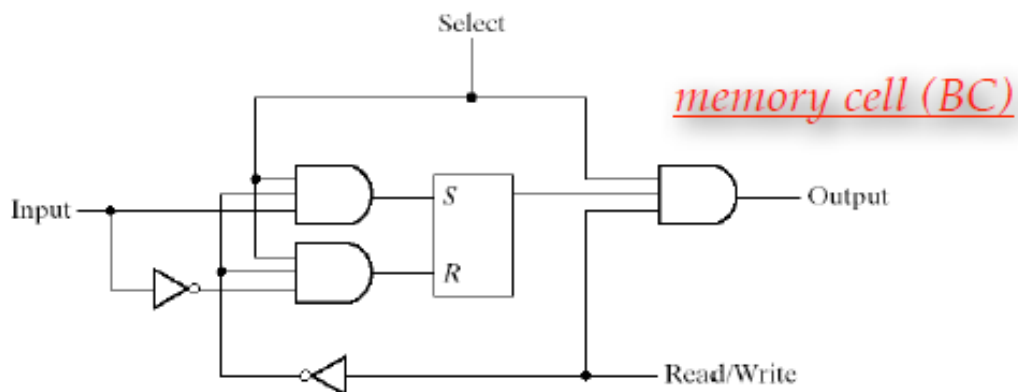 Select
memory cell (BC)
Input
S
Output
R
Read/Write